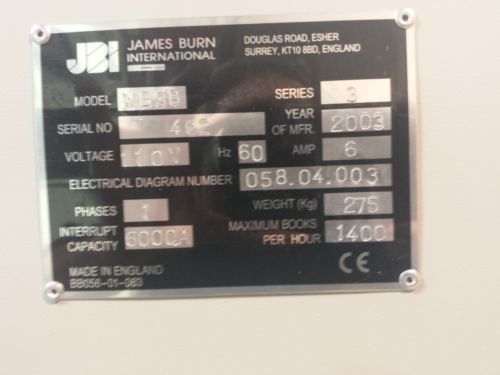 JBI JAMES BURN INTERNATIONAL
DOUGLAS ROAD, ESHER
SURREY, KT10 8BD, ENGLAND
MODEL SERIES 3
SERIAL NO YEAR OF MFR. 2003
VOLTAGE 110V Hz 60 AMP 6
ELECTRICAL DIAGRAM NUMBER 058.04.003
PHASES 1 WEIGHT (Kg) 275
INTERRUPT CAPACITY 6000A MAXIMUM BOOKS PER HOUR 1400
MADE IN ENGLAND CE
BB056-01-083